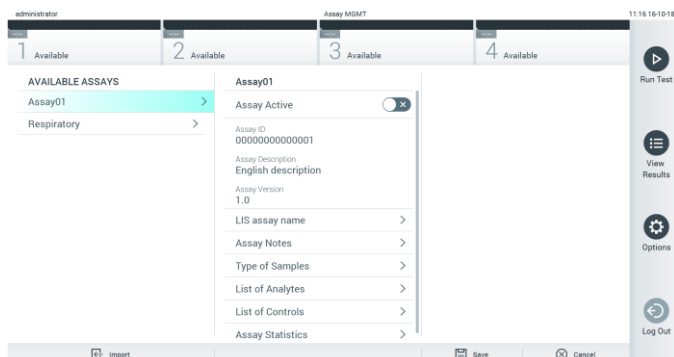 administrator Assay MGMT 11:16 16-10-18
1 Available 2 Available 3 Available 4 Available
AVAILABLE ASSAYS
Assay01
Respiratory
Assay01
Assay Active
Assay ID
00000000000001
Assay Description
English description
Assay Version
1.0
LIS assay name
Assay Notes
Type of Samples
List of Analytes
List of Controls
Assay Statistics
Run Test
View
Results
Options
Log Out
Import Save Cancel